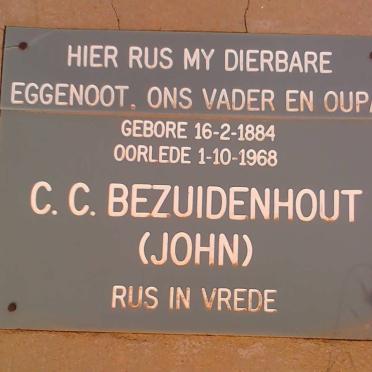 HIER RUS MY DIERBARE
EGGENOOT, ONS VADER EN OUPA
GEBORE 16-2-1884
OORLEDE 1-10-1968
C. C. BEZUIDENHOUT
(JOHN)
RUS IN VREDE